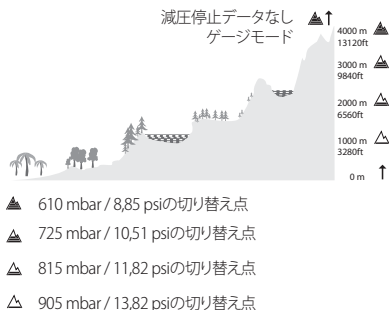 減圧停止データなし
ゲージモード
4000 m
13120ft
3000 m
9840ft
2000 m
6560ft
1000 m
3280ft
0 m
610 mbar / 8,85 psiの切り替え点
725 mbar / 10,51 psiの切り替え点
815 mbar / 11,82 psiの切り替え点
905 mbar / 13,82 psiの切り替え点